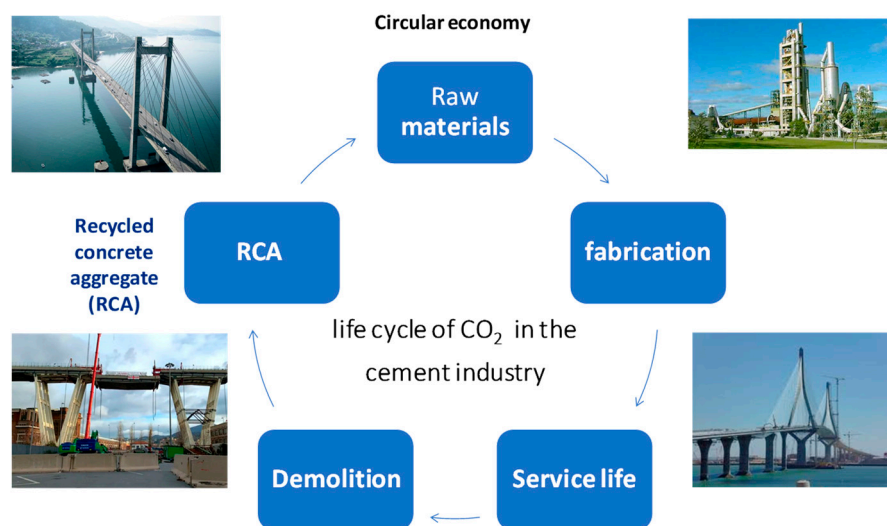 Circular economy
Raw
materials
fabrication
Service life
Demolition
RCA
Recycled
concrete
aggregate
(RCA)
life cycle of CO₂ in the
cement industry